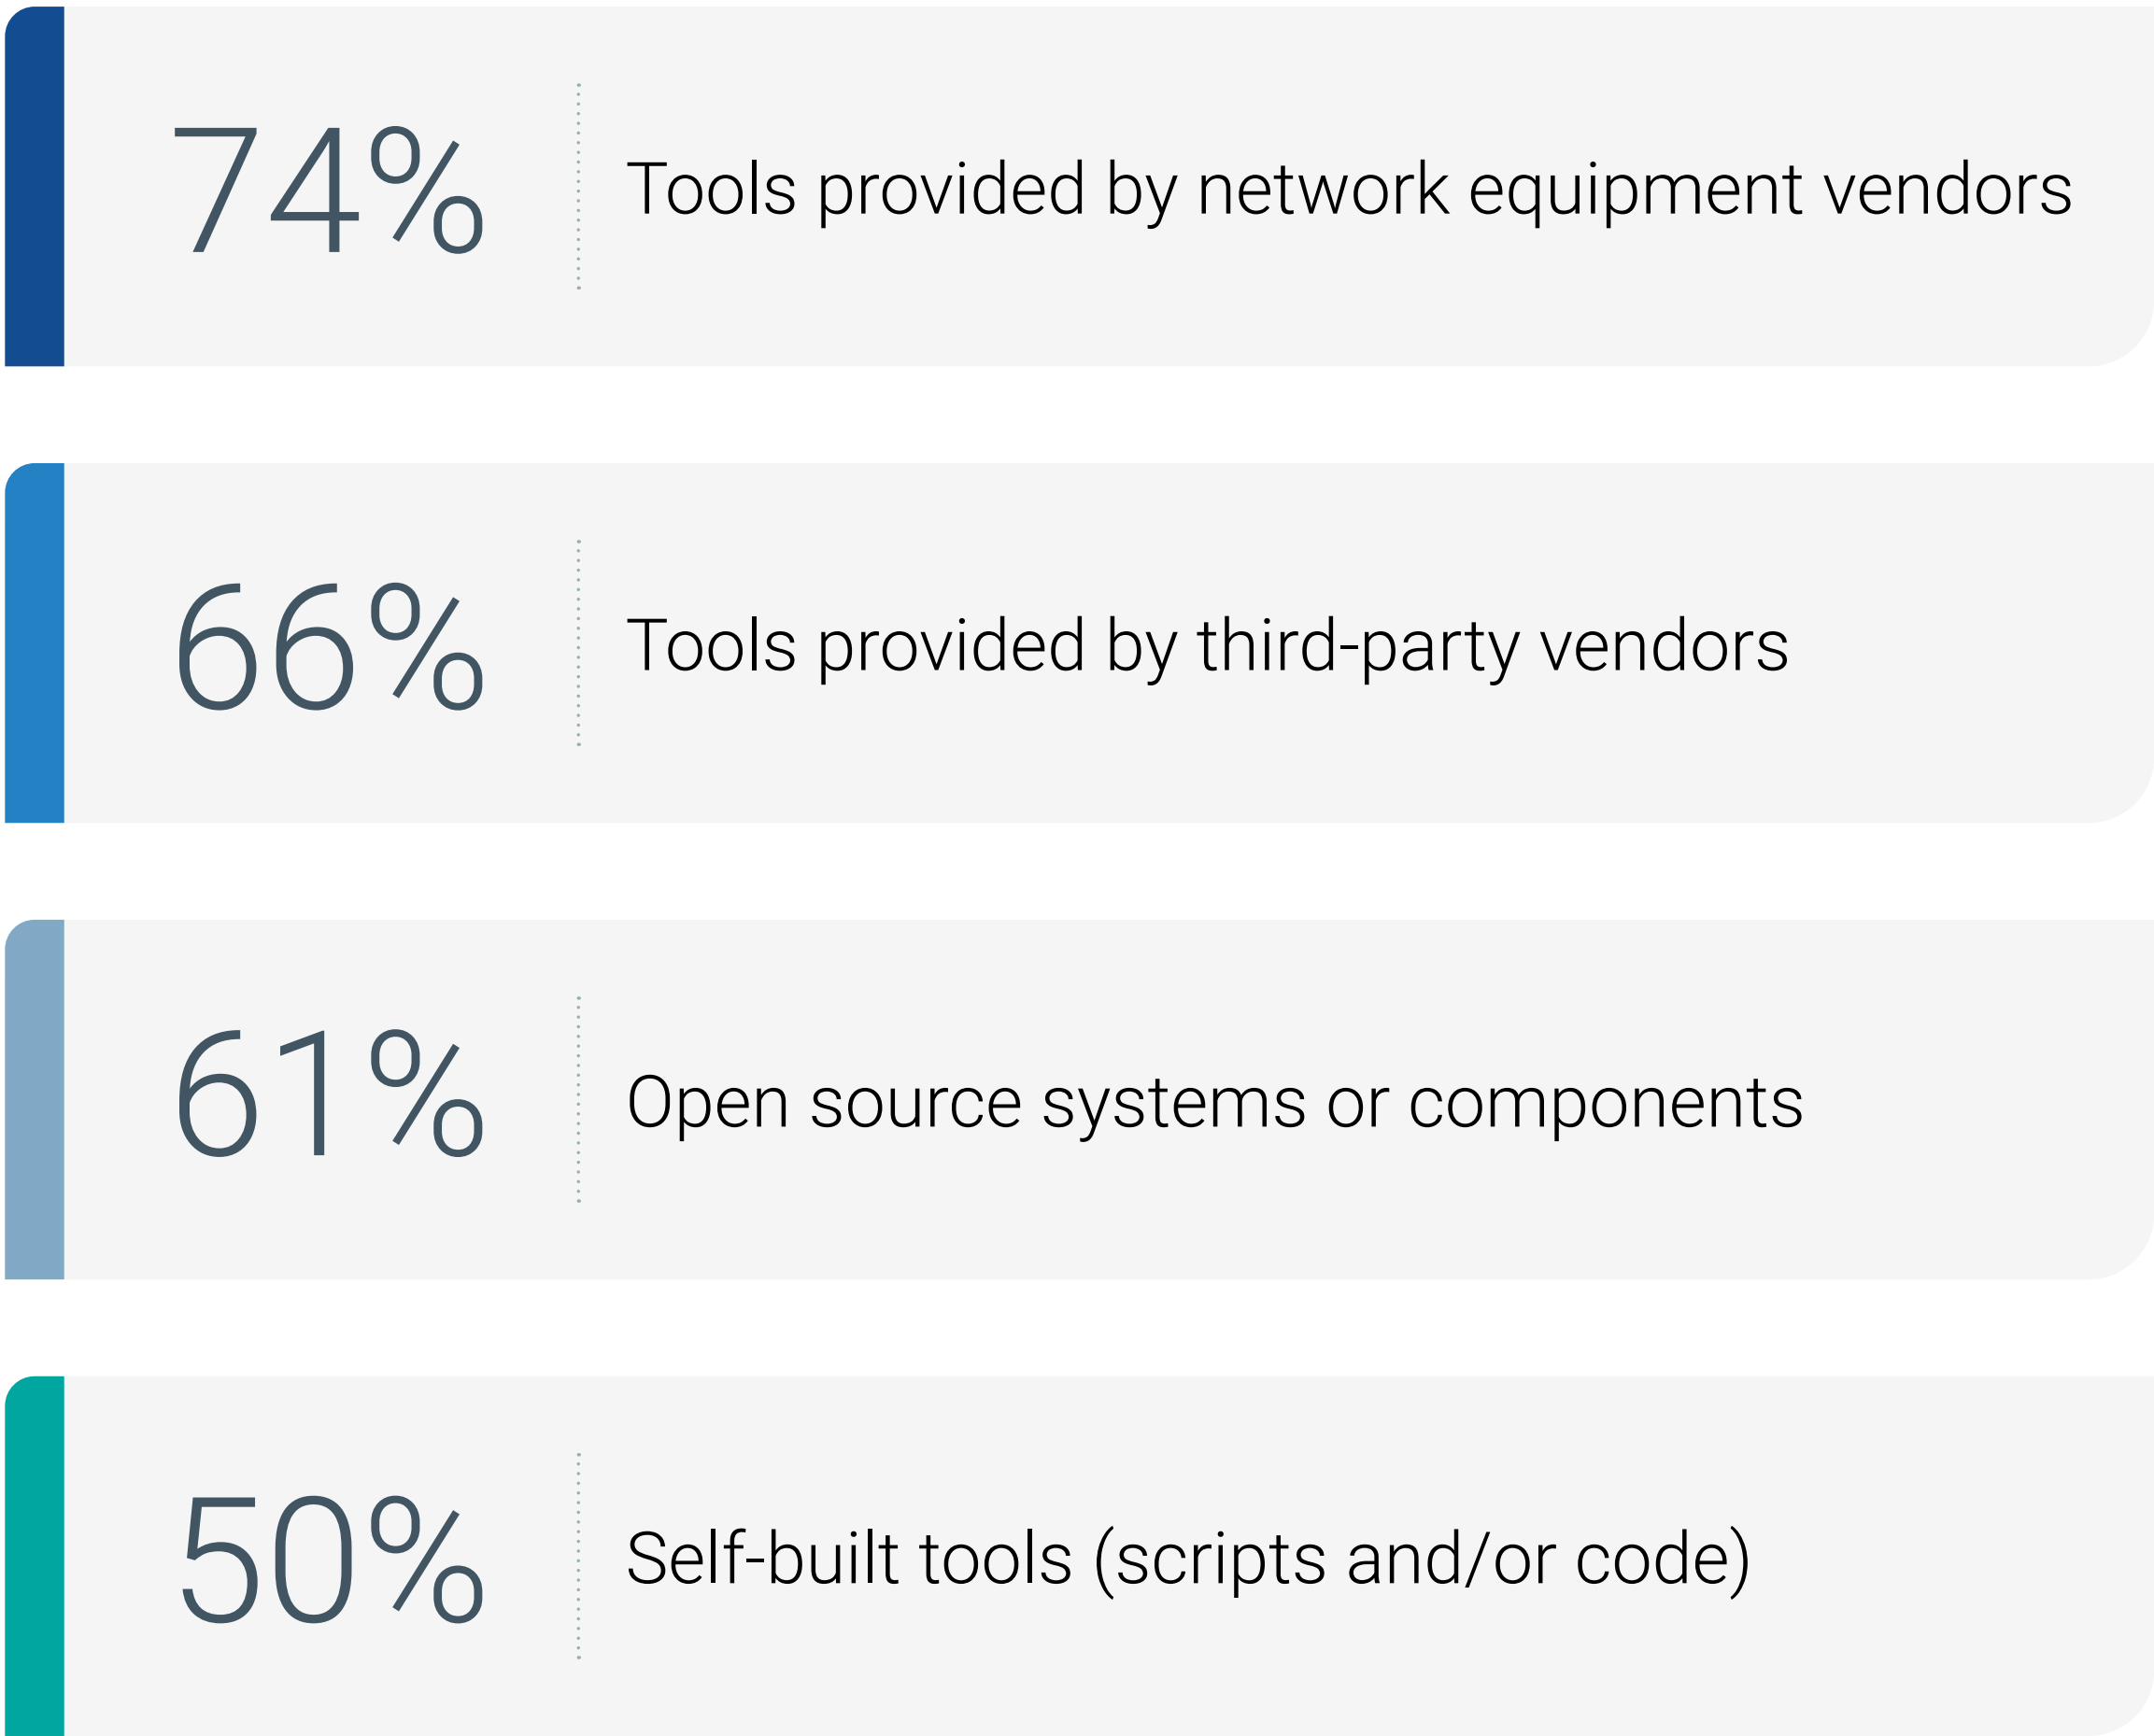 74%
Tools provided by network equipment vendors
66%
Tools provided by third-party vendors
61%
Open source systems or components
50%
Self-built tools (scripts and/or code)